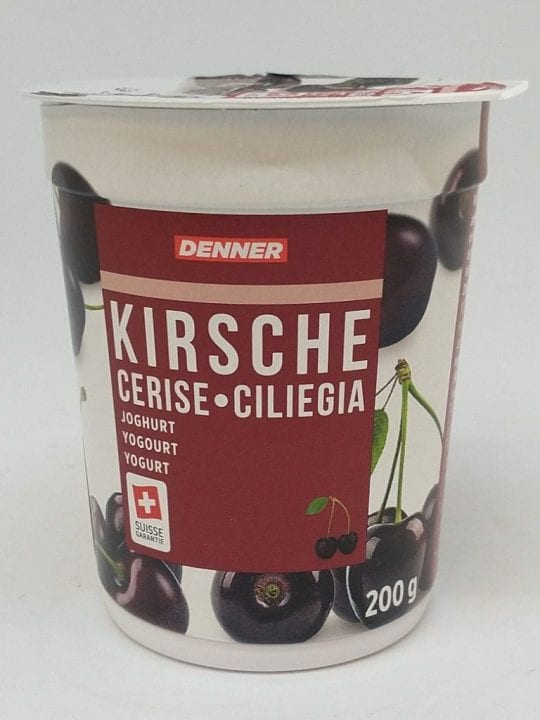 DENNER
KIRSCHE
CERISE • CILIEGIA
JOGHURT
YOGOURT
YOGURT
SUISSE
GARANTIE
200 g